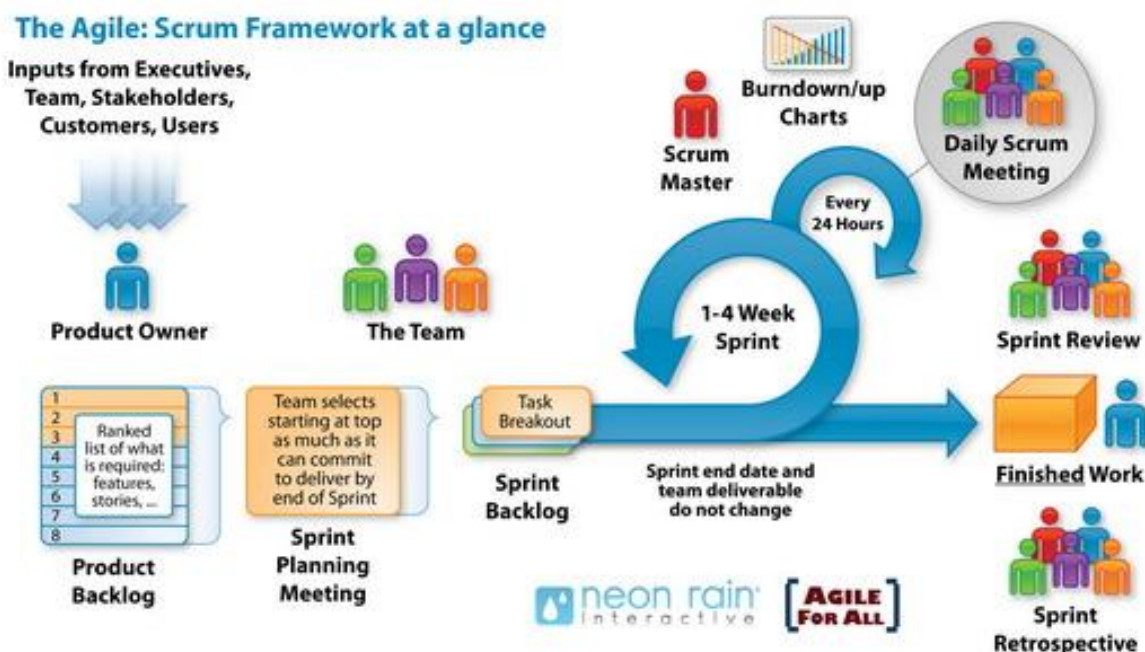 The Agile: Scrum Framework at a glance
Inputs from Executives,
Team, Stakeholders,
Customers, Users
Product Owner
The Team
Scrum
Master
Burndown/up
Charts
Daily Scrum
Meeting
Every
24 Hours
1-4 Week
Sprint
Sprint Review
1
2
3
4
5
6
7
8
Ranked
list of what
is required:
features,
stories, ...
Product
Backlog
Team selects
starting at top
as much as it
can commit
to deliver by
end of Sprint
Sprint
Planning
Meeting
Task
Breakout
Sprint
Backlog
Sprint end date and
team deliverable
do not change
Finished Work
Sprint
Retrospective
neon rain
interactive
AGILE
FOR ALL